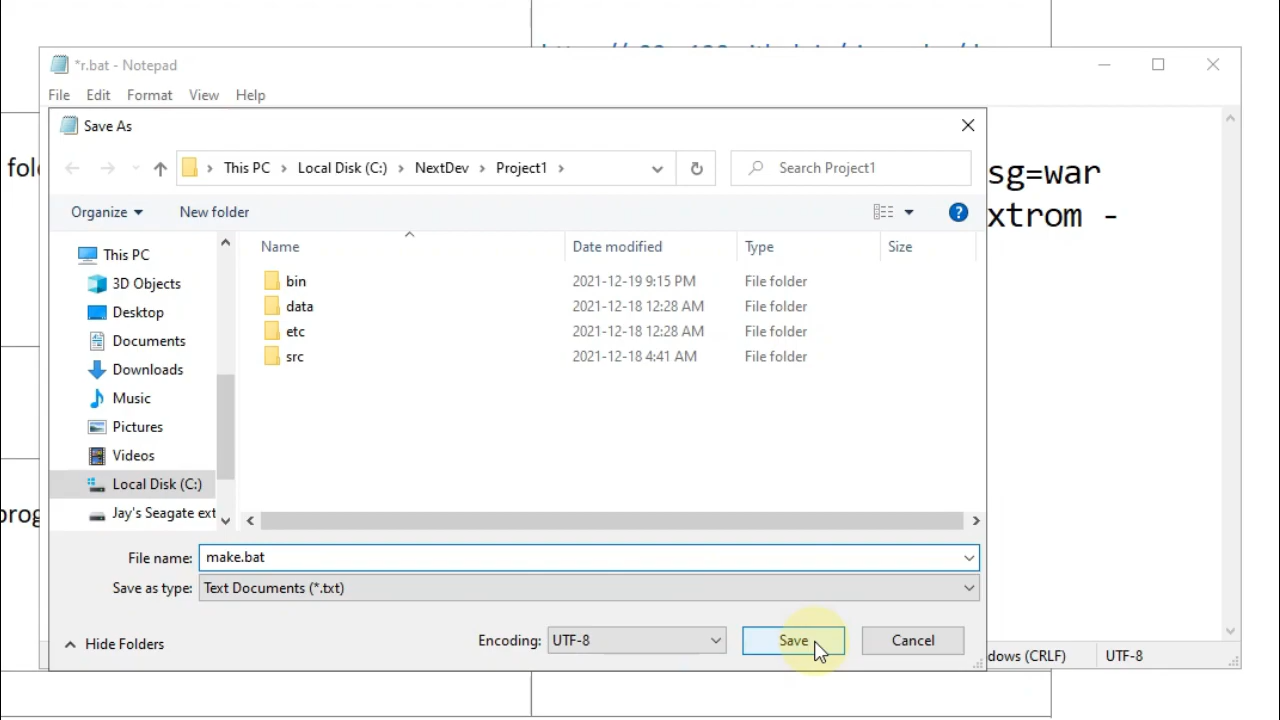 *r.bat - Notepad
File Edit Format View Help
Save As
This PC Local Disk (C:) NextDev Project1
Search Project1
Organize New folder
Name Date modified Type Size
This PC
3D Objects
Desktop
Documents
Downloads
Music
Pictures
Videos
Local Disk (C:)
Jay's Seagate ext
bin 2021-12-19 9:15 PM File folder
data 2021-12-18 12:28 AM File folder
etc 2021-12-18 12:28 AM File folder
src 2021-12-18 4:41 AM File folder
sg=war
xtrom -
File name: make.bat
Save as type: Text Documents (*.txt)
Hide Folders
Encoding: UTF-8 Save Cancel
dows (CRLF) UTF-8